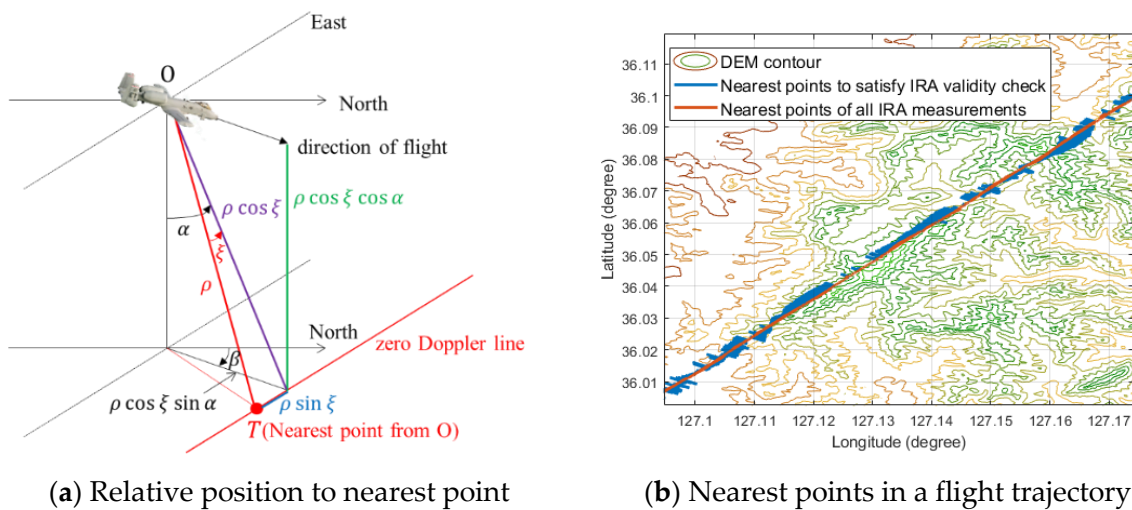 East
O
North
direction of flight
ρ cos ξ
ρ cos ξ cos α
α
ξ
ρ
North
zero Doppler line
β
ρ cos ξ sin α
ρ sin ξ
T(Nearest point from O)
(a) Relative position to nearest point
DEM contour
Nearest points to satisfy IRA validity check
Nearest points of all IRA measurements
Latitude (degree)
36.1
36.09
36.08
36.07
36.06
36.05
36.04
36.03
36.02
36.01
127.1 127.11 127.12 127.13 127.14 127.15 127.16 127.17
Longitude (degree)
(b) Nearest points in a flight trajectory